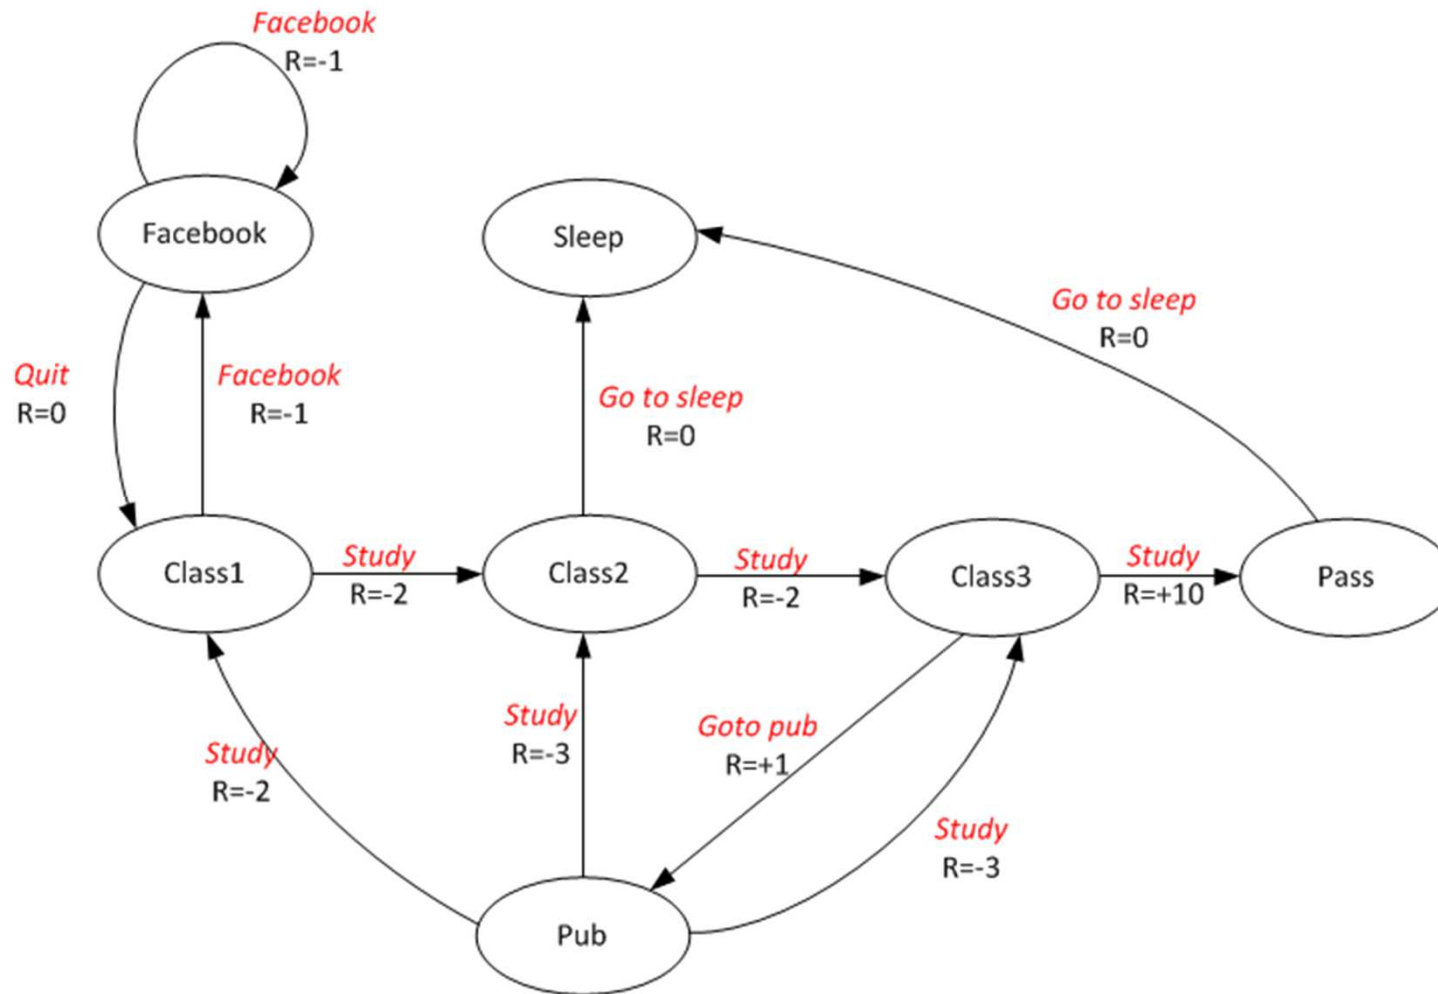 Facebook
R=-1
Facebook
Sleep
Go to sleep
R=0
Quit
R=0
Facebook
R=-1
Go to sleep
R=0
Class1
Study
R=-2
Class2
Study
R=-2
Class3
Study
R=+10
Pass
Study
R=-2
Study
R=-3
Goto pub
R=+1
Study
R=-3
Pub